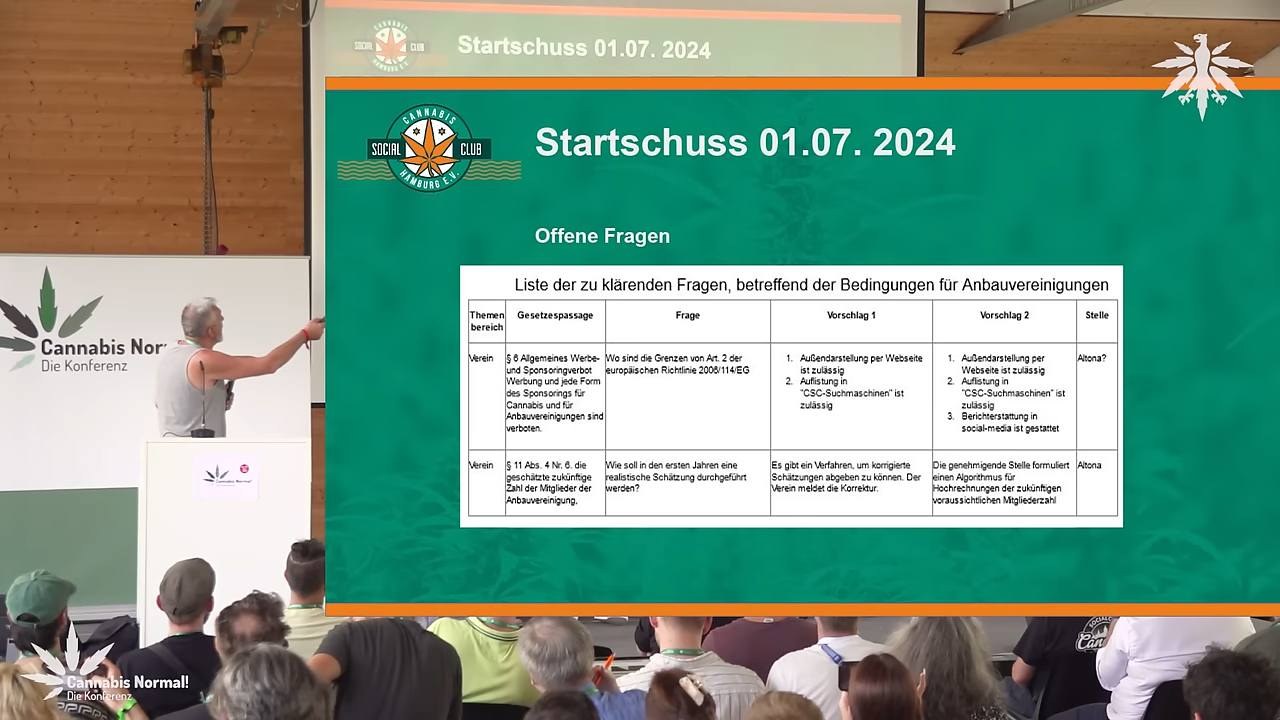 CANNABIS
SOCIAL CLUB
Startschuss 01.07. 2024
CANNABIS
SOCIAL CLUB
HAMBURG E.V.
Startschuss 01.07. 2024
Offene Fragen
Liste der zu klärenden Fragen, betreffend der Bedingungen für Anbauvereinigungen
Themen
bereich
Gesetzespassage
Frage
Vorschlag 1
Vorschlag 2
Stelle
Verein
§ 6 Allgemeines Werbe-
und Sponsoringverbot
Werbung und jede Form
des Sponsorings für
Cannabis und für
Anbauvereinigungen sind
verboten.
Wo sind die Grenzen von Art. 2 der
europäischen Richtlinie 2006/114/EG
1. Außendarstellung per Webseite
ist zulässig
2. Auflistung in
"CSC-Suchmaschinen" ist
zulässig
1. Außendarstellung per
Webseite ist zulässig
2. Auflistung in
"CSC-Suchmaschinen" ist
zulässig
3. Berichterstattung in
social-media ist gestattet
Altona?
Verein
§ 11 Abs. 4 Nr. 6. die
geschätzte zukünftige
Zahl der Mitglieder der
Anbauvereinigung,
Wie soll in den ersten Jahren eine
realistische Schätzung durchgeführt
werden?
Es gibt ein Verfahren, um korrigierte
Schätzungen abgeben zu können. Der
Verein meldet die Korrektur.
Die genehmigende Stelle formuliert
einen Algorithmus für
Hochrechnungen der zukünftigen
voraussichtlichen Mitgliederzahl
Altona
Cannabis Nor
Die Konferenz
Cannabis Normal!
Cannabis Normal!
Die Konferenz